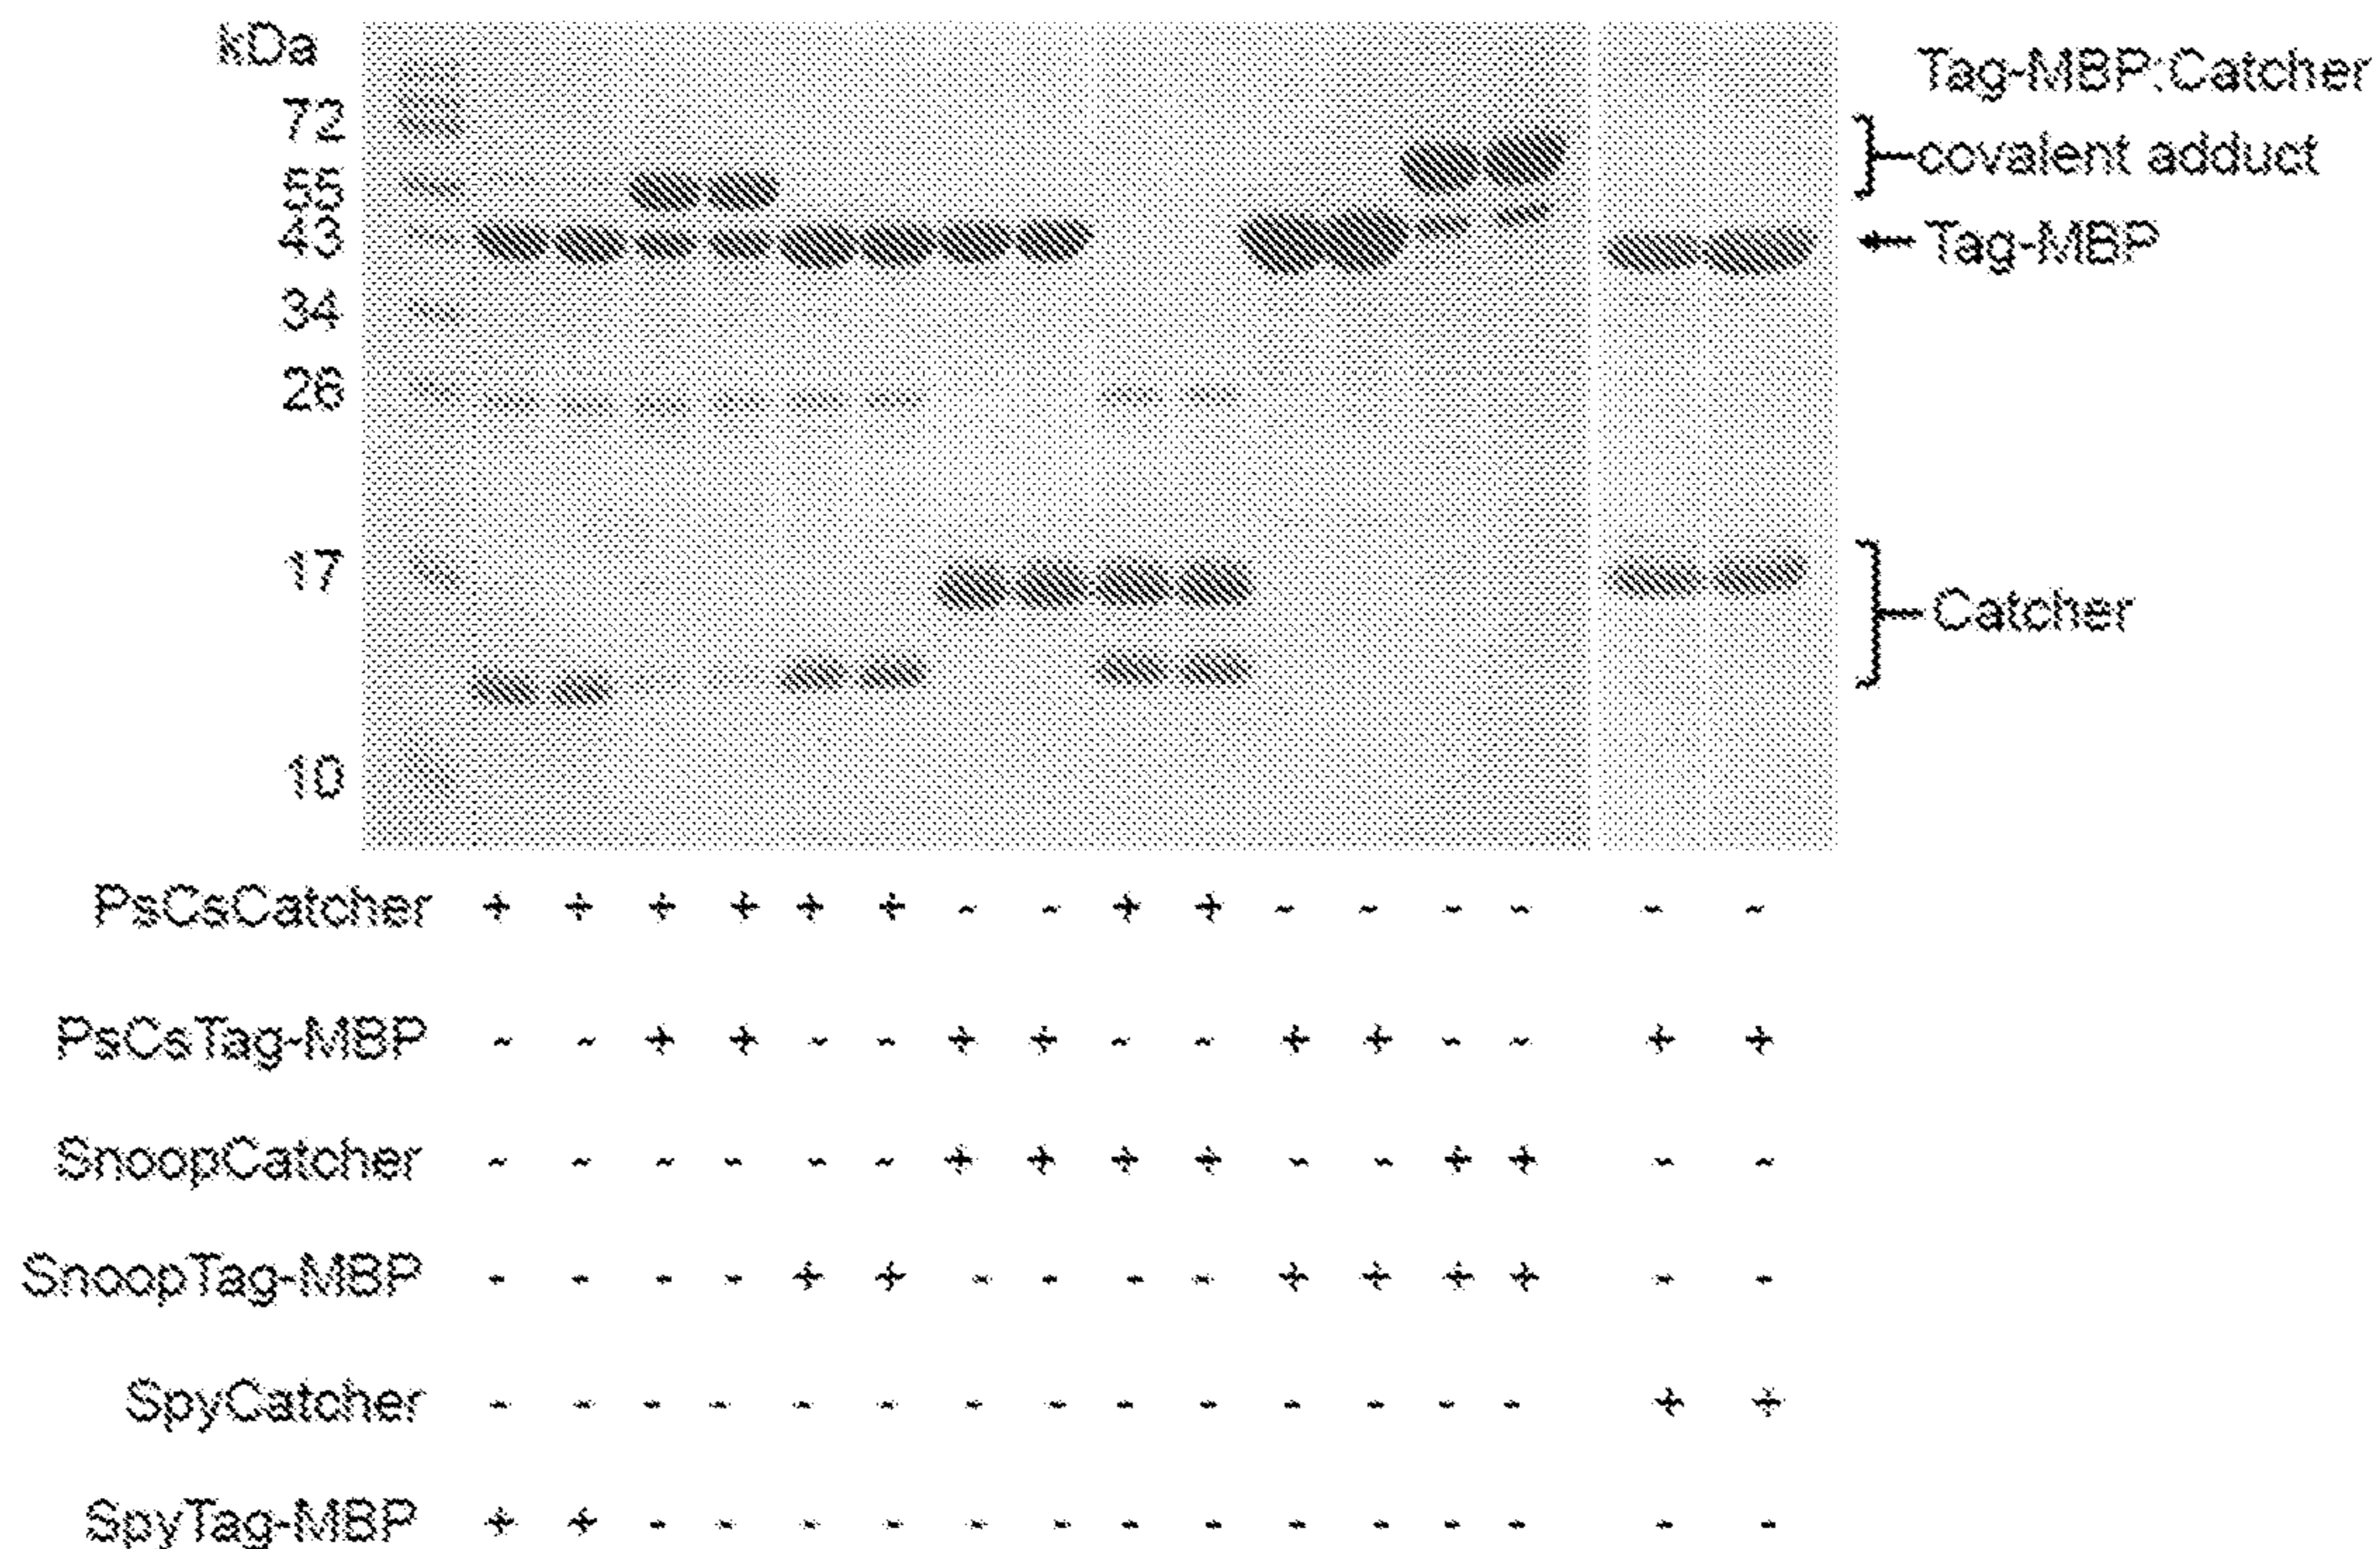 kDa
72
55
43
34
26
17
10
Tag-MBP:Catcher
covalent adduct
Tag-MBP
Catcher
PsCsCatcher + + + + + + - - + + - - - - - -
PsCsTag-MBP - - + + - - + + - - + + - - + +
SnoopCatcher - - - - - - + + + + - - + + - -
SnoopTag-MBP - - - - + + - - - - + + + + - -
SpyCatcher - - - - - - - - - - - - - - + +
SpyTag-MBP + + - - - - - - - - - - - - - -